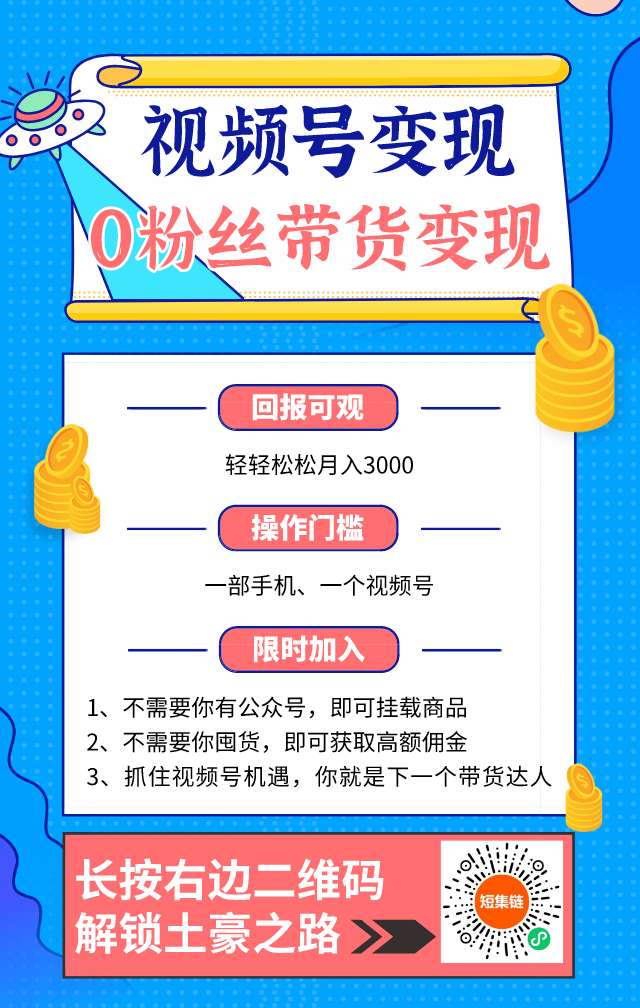 视频号变现
0粉丝带货变现
回报可观
轻轻松松月入3000
操作门槛
一部手机、一个视频号
限时加入
1、不需要你有公众号，即可挂载商品
2、不需要你囤货，即可获取高额佣金
3、抓住视频号机遇，你就是下一个带货达人
长按右边二维码
解锁土豪之路
短集链